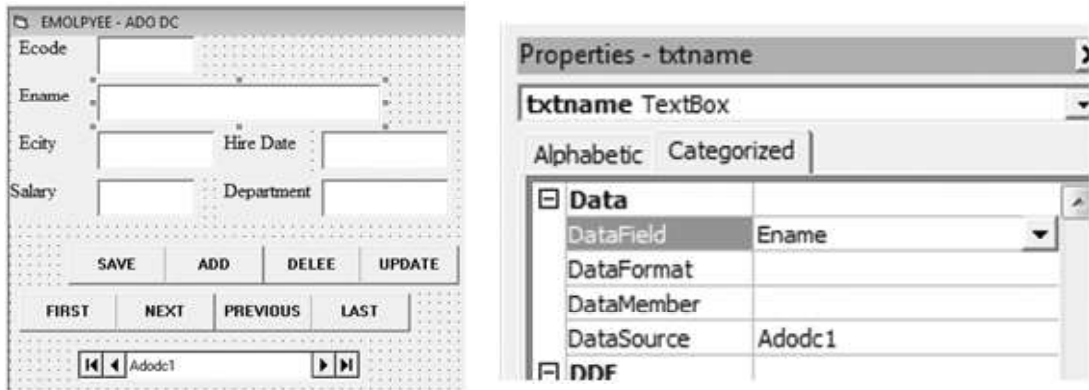 EMOLPYEE - ADO DC
Ecode
Ename
Ecity Hire Date
Salary Department
SAVE ADD DELEE UPDATE
FIRST NEXT PREVIOUS LAST
Adodc1
Properties - txtname
txtname TextBox
Alphabetic Categorized
Data
DataField Ename
DataFormat
DataMember
DataSource Adodc1
DDE